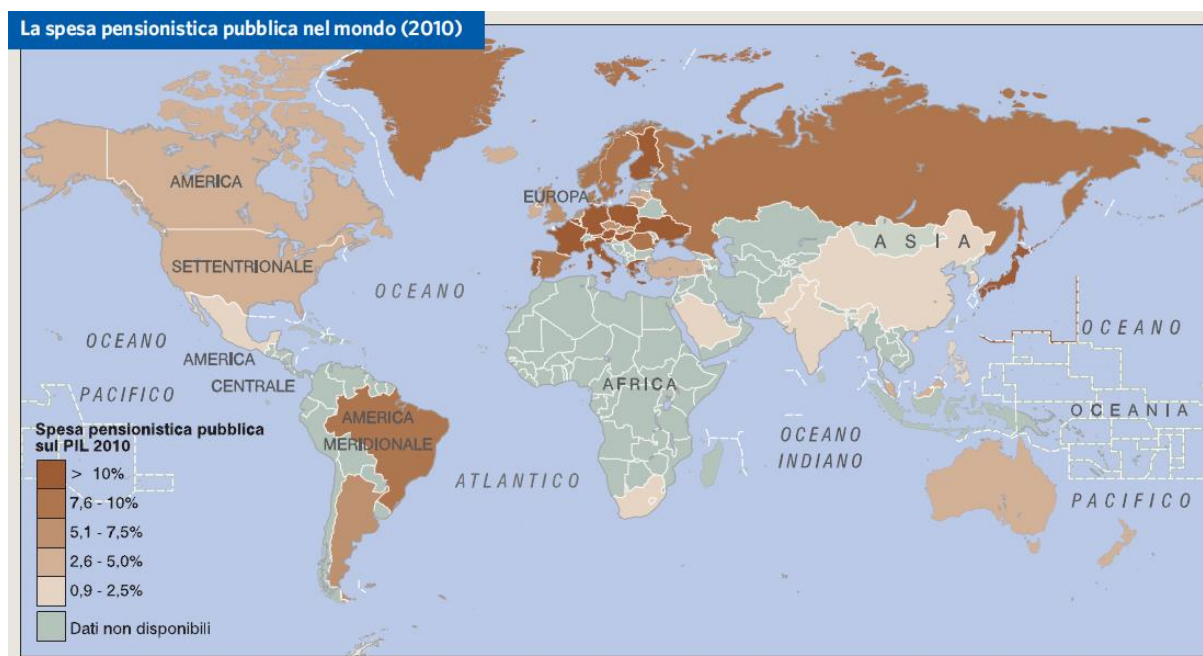 La spesa pensionistica pubblica nel mondo (2010)
AMERICA
SETTENTRIONALE
EUROPA
ASIA
OCEANO
OCEANO
OCEANO
PACIFICO
AMERICA
CENTRALE
AFRICA
AMERICA
MERIDIONALE
OCEANIA
OCEANO
INDIANO
ATLANTICO
PACIFICO
Spesa pensionistica pubblica
sul PIL 2010
> 10%
7,6 - 10%
5,1 - 7,5%
2,6 - 5,0%
0,9 - 2,5%
Dati non disponibili